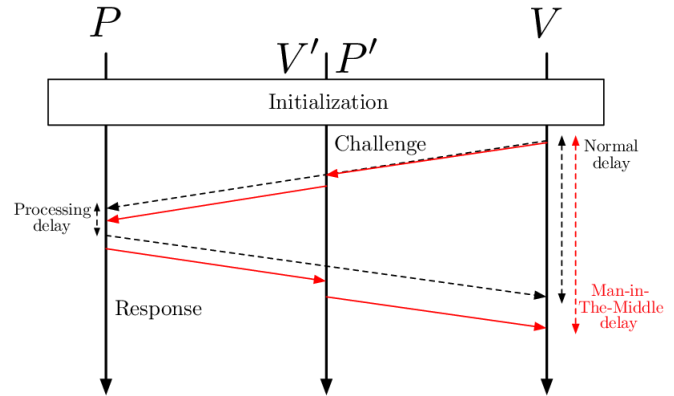 P
V′ P′
V
Initialization
Challenge
Normal
delay
Processing
delay
Response
Man-in-
The-Middle
delay